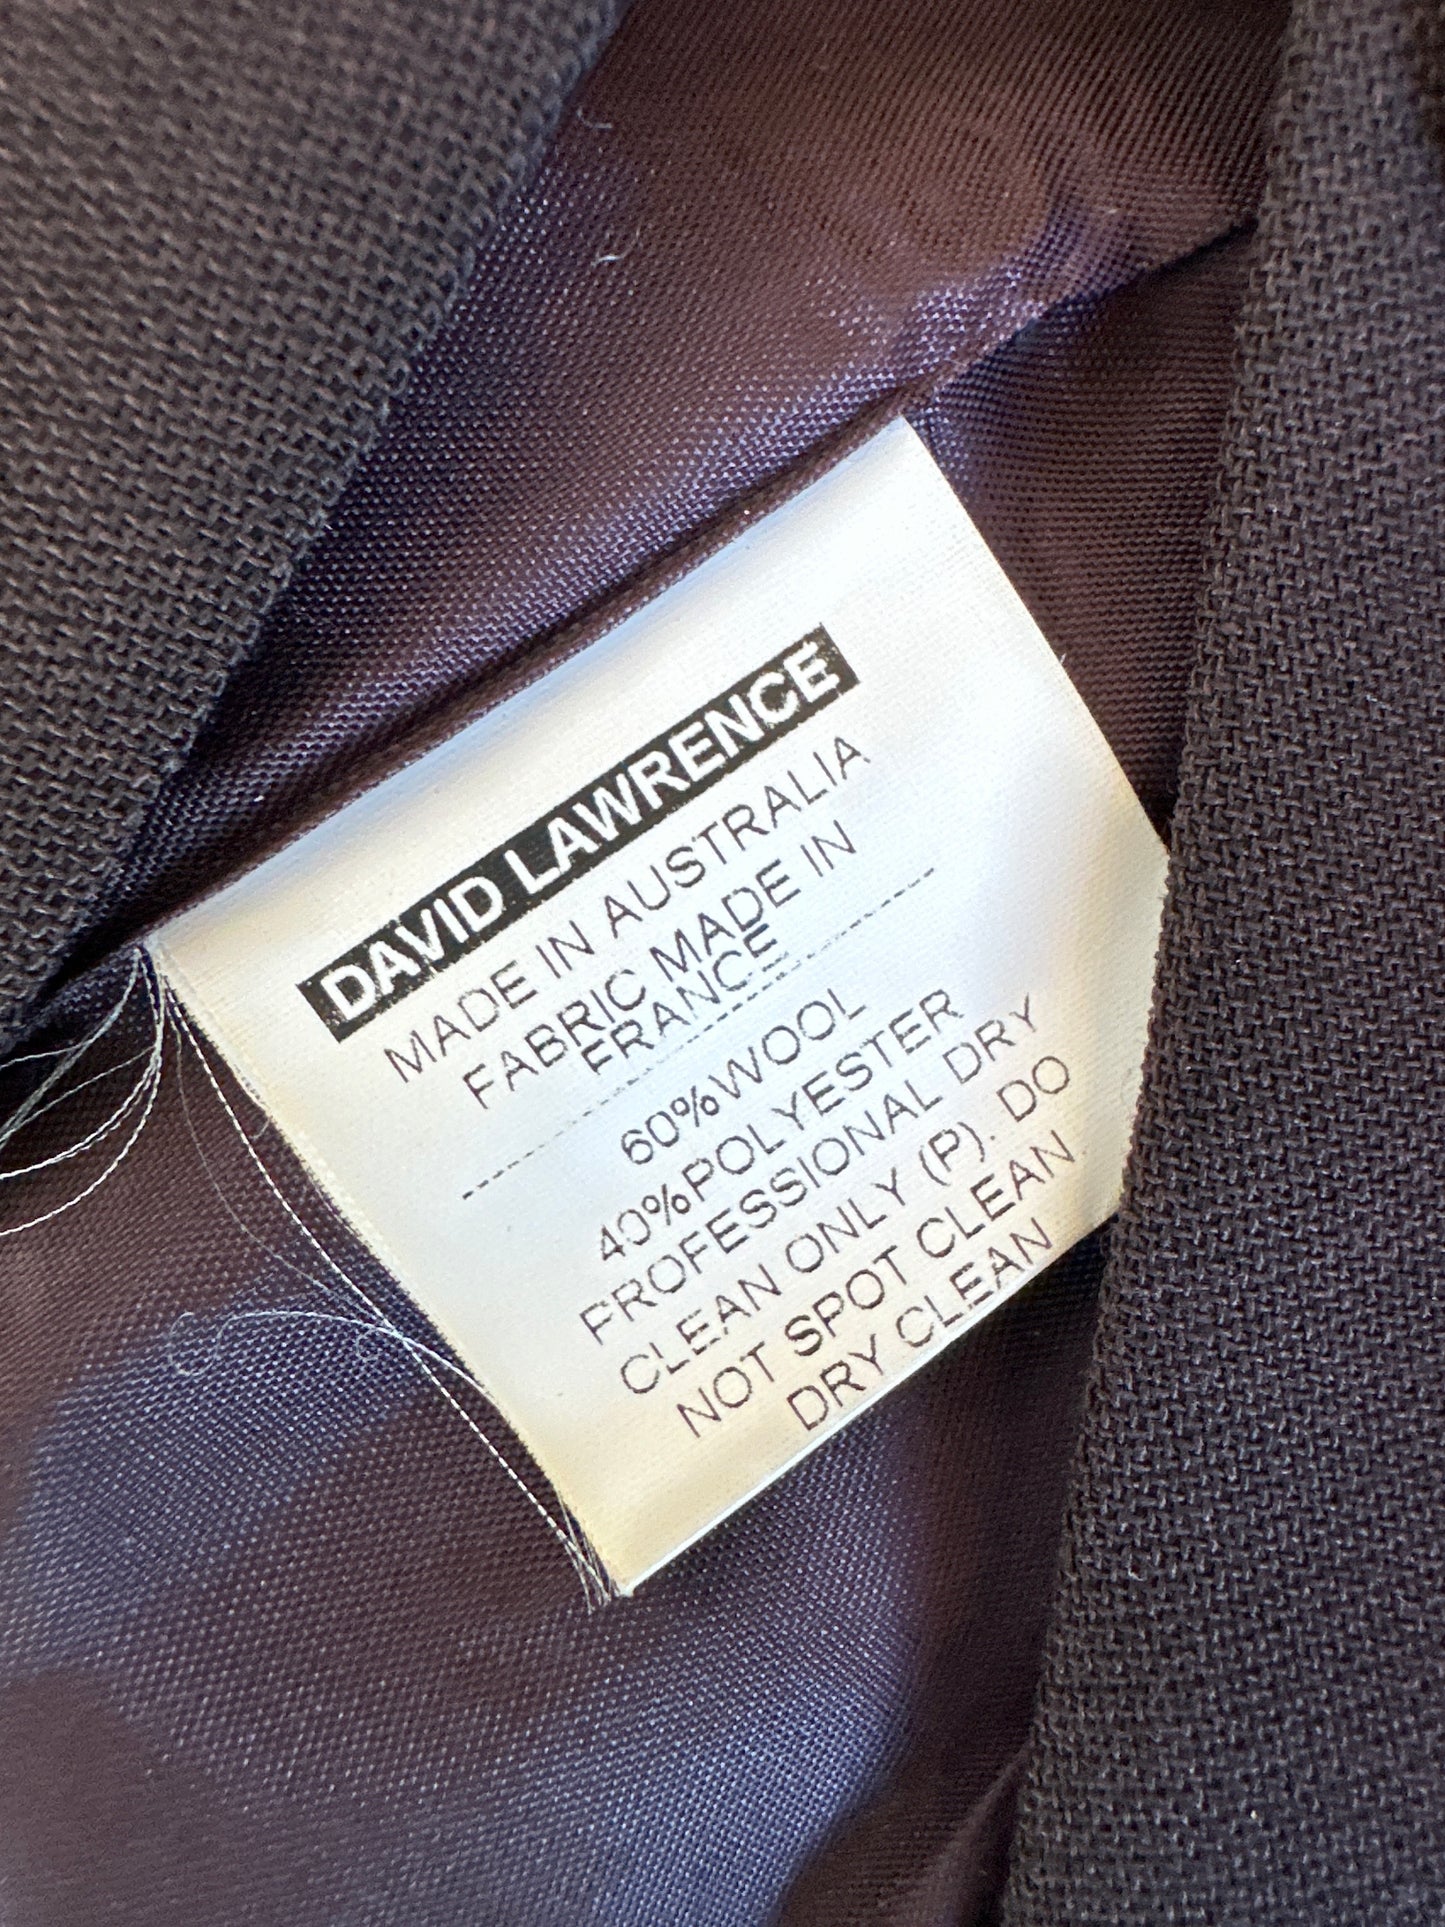 DAVID LAWRENCE
MADE IN AUSTRALIA
FABRIC MADE IN
FRANCE
60%WOOL
40%POLYESTER
PROFESSIONAL DRY
CLEAN ONLY (P). DO
NOT SPOT CLEAN.
DRY CLEAN